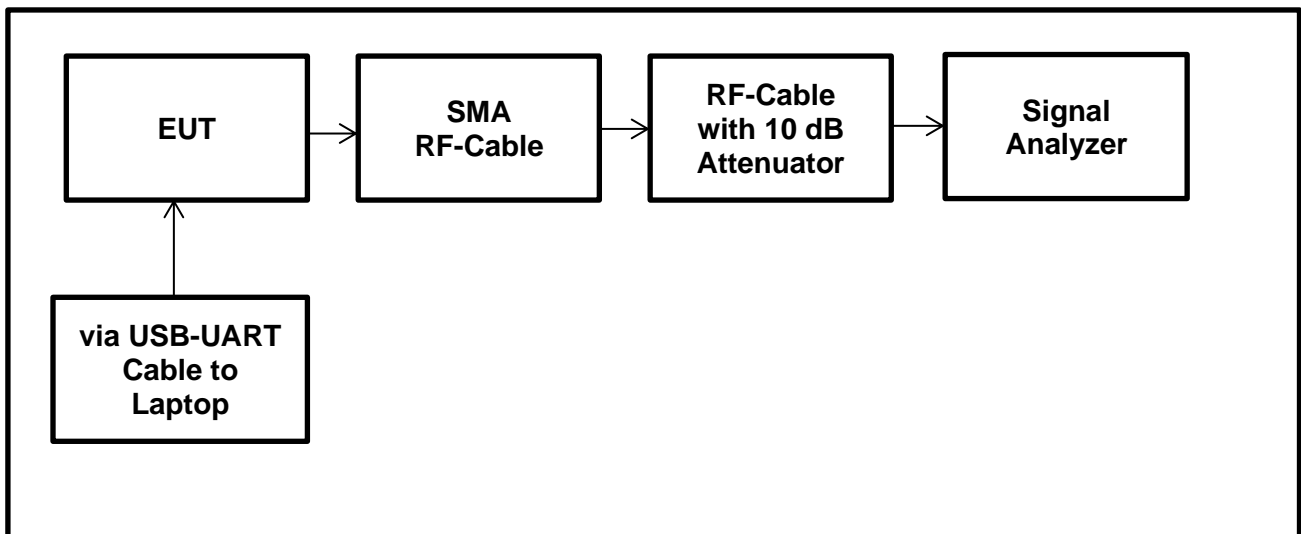 EUT
SMA
RF-Cable
RF-Cable
with 10 dB
Attenuator
Signal
Analyzer
via USB-UART
Cable to
Laptop